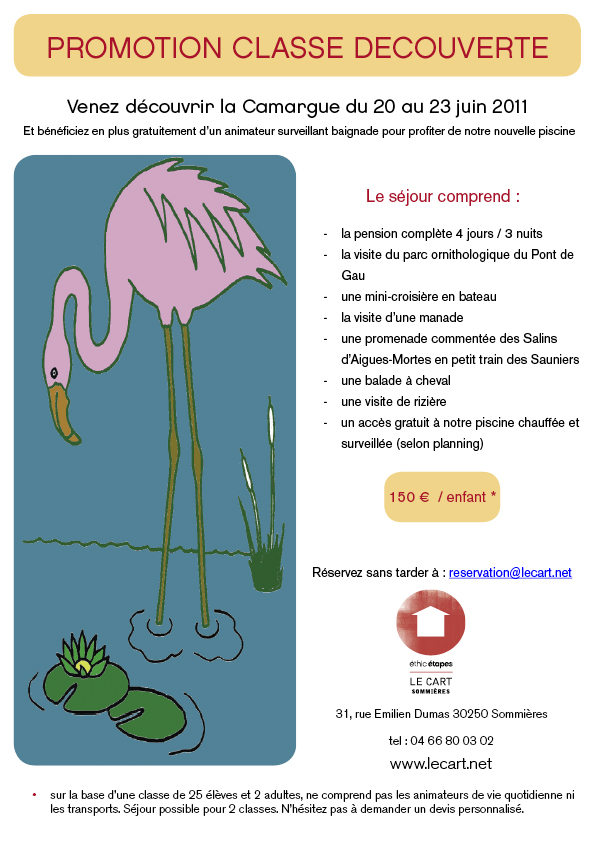 PROMOTION CLASSE DECOUVERTE
Venez découvrir la Camargue du 20 au 23 juin 2011
Et bénéficiez en plus gratuitement d'un animateur surveillant baignade pour profiter de notre nouvelle piscine
Le séjour comprend :
- la pension complète 4 jours / 3 nuits
- la visite du parc ornithologique du Pont de
Gau
- une mini-croisière en bateau
- la visite d'une manade
- une promenade commentée des Salins
d'Aigues-Mortes en petit train des Sauniers
- une balade à cheval
- une visite de rizière
- un accès gratuit à notre piscine chauffée et
surveillée (selon planning)
150 € / enfant *
Réservez sans tarder à : reservation@lecart.net
éthic étapes
LE CART
SOMMIÈRES
31, rue Emilien Dumas 30250 Sommières
tel : 04 66 80 03 02
www.lecart.net
• sur la base d'une classe de 25 élèves et 2 adultes, ne comprend pas les animateurs de vie quotidienne ni
les transports. Séjour possible pour 2 classes. N'hésitez pas à demander un devis personnalisé.